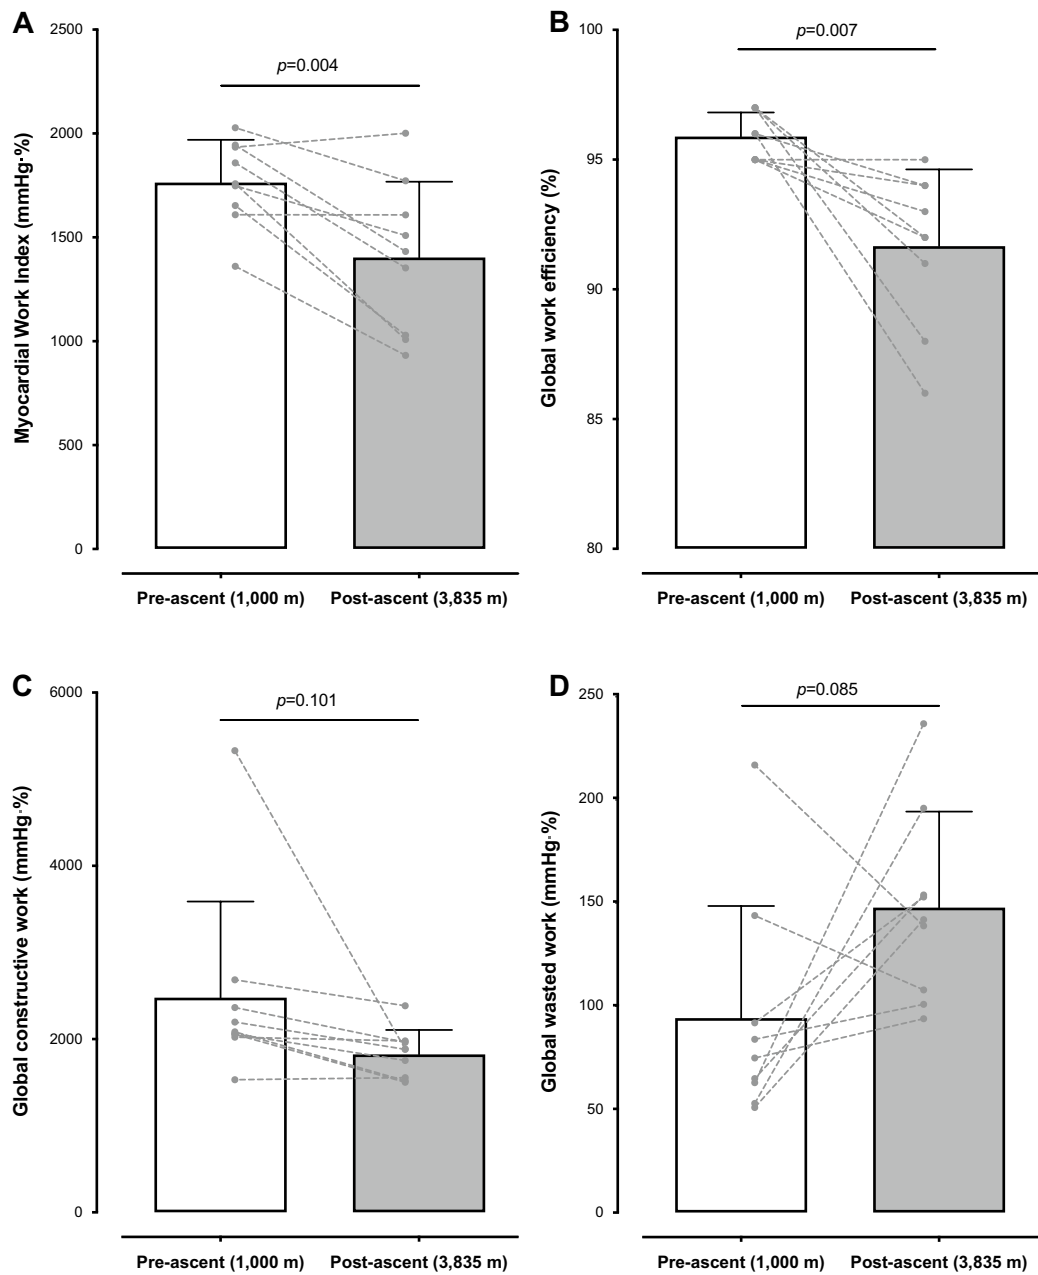 A
Myocardial Work Index (mmHg·%)
2500
2000
1500
1000
500
0
p=0.004
Pre-ascent (1,000 m)
Post-ascent (3,835 m)
B
Global work efficiency (%)
100
95
90
85
80
p=0.007
Pre-ascent (1,000 m)
Post-ascent (3,835 m)
C
Global constructive work (mmHg·%)
6000
4000
2000
0
p=0.101
Pre-ascent (1,000 m)
Post-ascent (3,835 m)
D
Global wasted work (mmHg·%)
250
200
150
100
50
0
p=0.085
Pre-ascent (1,000 m)
Post-ascent (3,835 m)